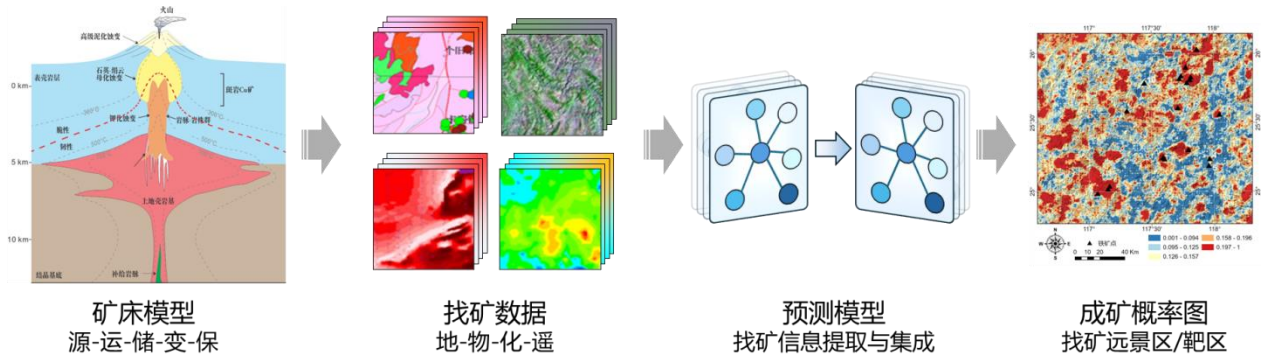 火山
高级泥化蚀变
石英-绢云
母化蚀变
表壳岩层
0 km
斑岩Cu矿
钾化蚀变
岩脉 岩株群
脆性
韧性
5 km
上地壳岩基
10 km
结晶基底
补给岩脉
矿床模型
源-运-储-变-保
找矿数据
地-物-化-遥
预测模型
找矿信息提取与集成
117° 117°30′ 118°
26°
25°30′
25°
117° 117°30′ 118°
N
W E
S
铁矿点
0 10 20 40 Km
0.001 - 0.094
0.095 - 0.125
0.126 - 0.157
0.158 - 0.196
0.197 - 1
成矿概率图
找矿远景区/靶区